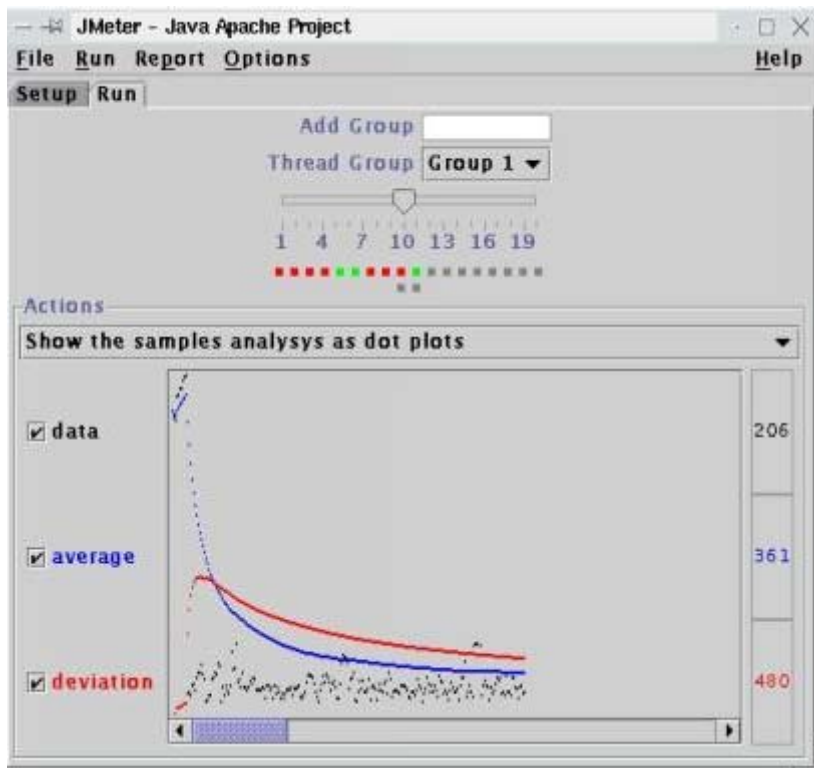 JMeter - Java Apache Project
File Run Report Options Help
Setup Run
Add Group
Thread Group Group 1
1 4 7 10 13 16 19
Actions
Show the samples analysys as dot plots
data 206
average 361
deviation 480